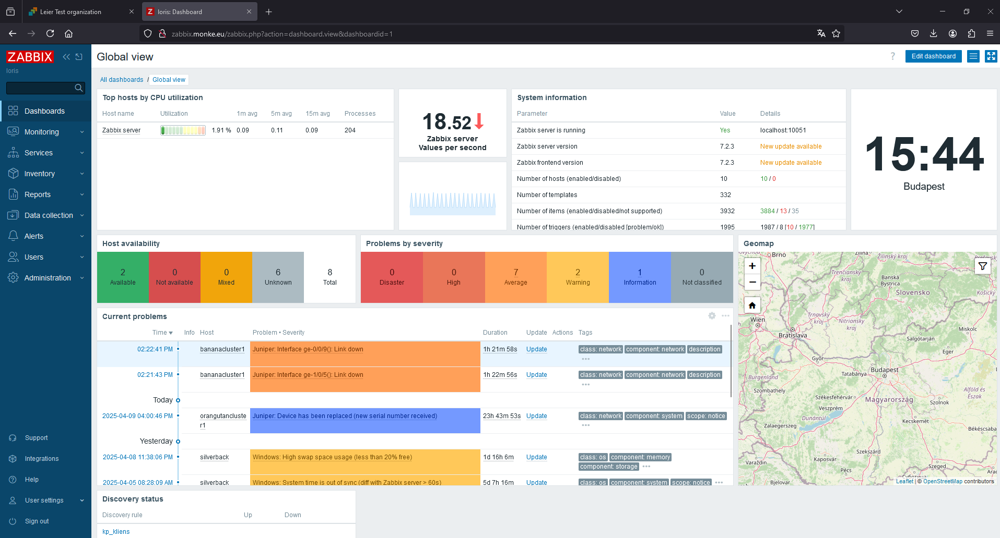 Leier Test organization
Z loris: Dashboard
zabbix.monke.eu/zabbix.php?action=dashboard.view&dashboardid=1
ZABBIX
loris
Dashboards
Monitoring
Services
Inventory
Reports
Data collection
Alerts
Users
Administration
Support
Integrations
Help
User settings
Sign out
Global view
? Edit dashboard
All dashboards / Global view
Top hosts by CPU utilization
Host name Utilization 1m avg 5m avg 15m avg Processes
Zabbix server 1.91 % 0.09 0.11 0.09 204
18.52
Zabbix server
Values per second
System information
Parameter Value Details
Zabbix server is running Yes localhost:10051
Zabbix server version 7.2.3 New update available
Zabbix frontend version 7.2.3 New update available
Number of hosts (enabled/disabled) 10 10 / 0
Number of templates 332
Number of items (enabled/disabled/not supported) 3932 3884 / 13 / 35
Number of triggers (enabled/disabled [problem/ok]) 1995 1987 / 8 [10 / 1977]
15:44
Budapest
Host availability
2 0 0 6 8
Available Not available Mixed Unknown Total
Problems by severity
0 0 7 2 1 0
Disaster High Average Warning Information Not classified
Current problems
Time Info Host Problem • Severity Duration Update Actions Tags
02:22:41 PM bananacluster1 Juniper: Interface ge-0/0/9(): Link down 1h 21m 58s Update class: network component: network description
02:21:43 PM bananacluster1 Juniper: Interface ge-1/0/5(): Link down 1h 22m 56s Update class: network component: network description
Today
2025-04-09 04:00:46 PM orangutancluste Juniper: Device has been replaced (new serial number received) 23h 43m 53s Update class: network component: system scope: notice
r1
Yesterday
2025-04-08 11:38:06 PM silverback Windows: High swap space usage (less than 20% free) 1d 16h 6m Update class: os component: memory
component: storage
2025-04-05 08:28:09 AM silverback Windows: System time is out of sync (diff with Zabbix server > 60s) 5d 7h 16m Update class: os component: system scope: notice
Discovery status
Discovery rule Up Down
kp_kliens
Geomap
+
−
Brno
Žilina
Žilinský kraj
Trenčiansky
kraj
Banská
Bystrica
Slovensko
Košický
Wien
Trnavský
kraj
Nitriansky
kraj
Bratislava
Miskolc
Salgótarján
Eger
Győr
Tatabánya
Budapest
Burgenland
Szombathely
Székesfehérvár
Magyarország
Alföld és
Észak
Szolnok
Veszprém
Dunántúl
Kecskemét
Zalaegerszeg
Békéscsaba
Szekszárd
Kaposvár
Varaždin
Szeged
Pécs
Bjelovar
Leaflet | © OpenStreetMap contributors